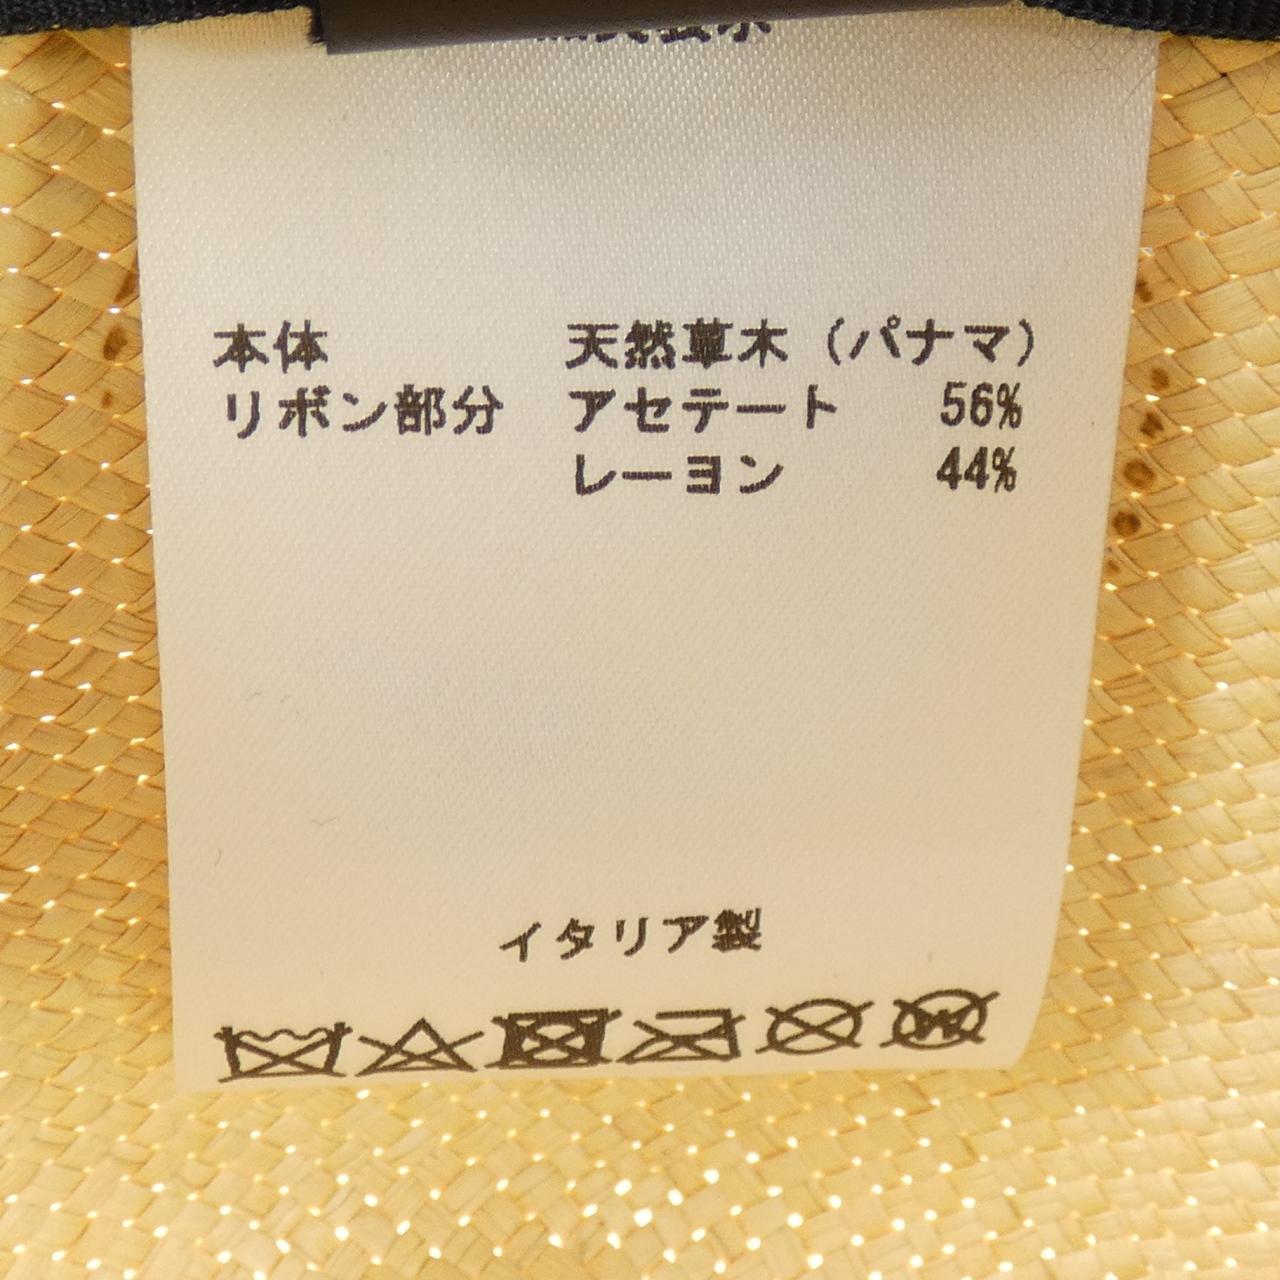 本体 天然草木（パナマ）
リボン部分 アセテート 56%
レーヨン 44%
イタリア製